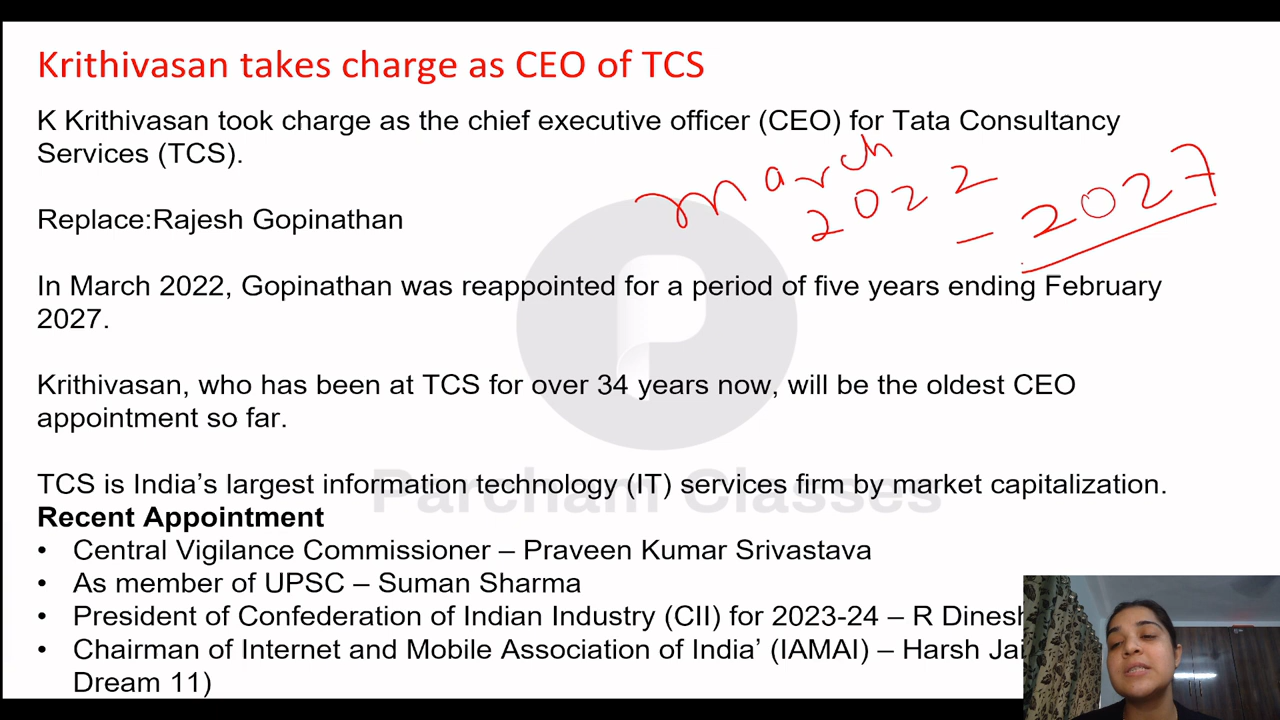 Krithivasan takes charge as CEO of TCS
K Krithivasan took charge as the chief executive officer (CEO) for Tata Consultancy
Services (TCS).
March
2022 - 2027
Replace:Rajesh Gopinathan
In March 2022, Gopinathan was reappointed for a period of five years ending February
2027.
Krithivasan, who has been at TCS for over 34 years now, will be the oldest CEO
appointment so far.
TCS is India’s largest information technology (IT) services firm by market capitalization.
Parcham Classes
Recent Appointment
• Central Vigilance Commissioner – Praveen Kumar Srivastava
• As member of UPSC – Suman Sharma
• President of Confederation of Indian Industry (CII) for 2023-24 – R Dinesh
• Chairman of Internet and Mobile Association of India’ (IAMAI) – Harsh
Dream 11)